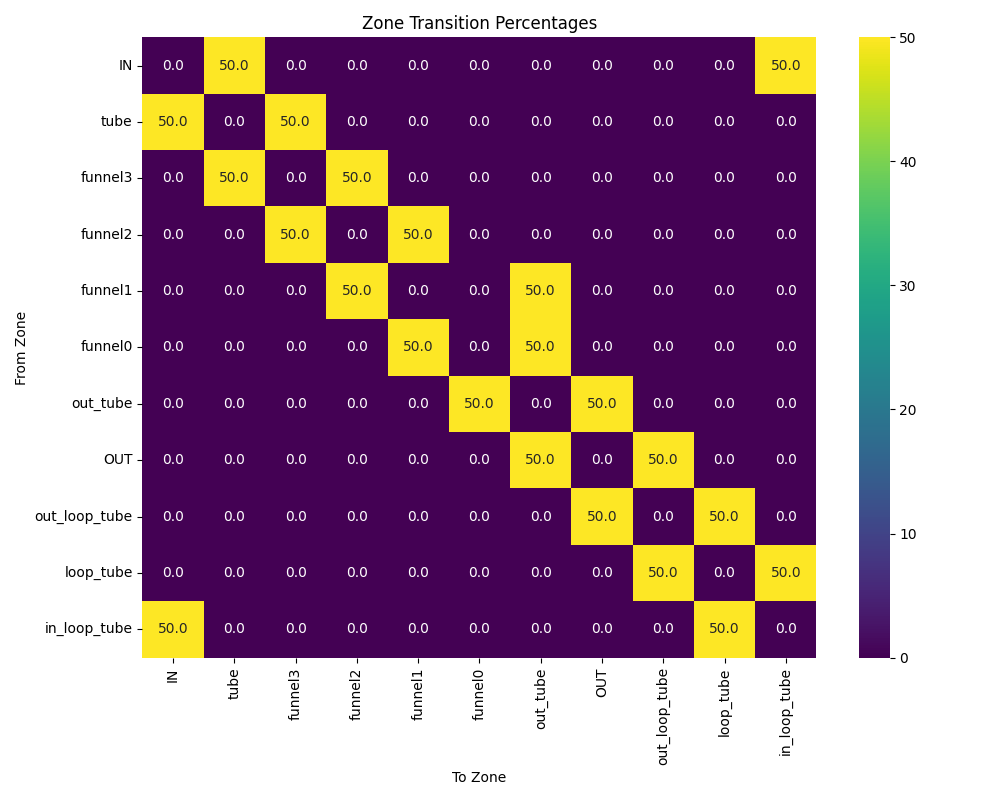 Zone Transition Percentages
IN 0.0 50.0 0.0 0.0 0.0 0.0 0.0 0.0 0.0 0.0 50.0
tube 50.0 0.0 50.0 0.0 0.0 0.0 0.0 0.0 0.0 0.0 0.0
funnel3 0.0 50.0 0.0 50.0 0.0 0.0 0.0 0.0 0.0 0.0 0.0
funnel2 0.0 0.0 50.0 0.0 50.0 0.0 0.0 0.0 0.0 0.0 0.0
funnel1 0.0 0.0 0.0 50.0 0.0 0.0 50.0 0.0 0.0 0.0 0.0
funnel0 0.0 0.0 0.0 0.0 50.0 0.0 50.0 0.0 0.0 0.0 0.0
out_tube 0.0 0.0 0.0 0.0 0.0 50.0 0.0 50.0 0.0 0.0 0.0
OUT 0.0 0.0 0.0 0.0 0.0 0.0 50.0 0.0 50.0 0.0 0.0
out_loop_tube 0.0 0.0 0.0 0.0 0.0 0.0 0.0 50.0 0.0 50.0 0.0
loop_tube 0.0 0.0 0.0 0.0 0.0 0.0 0.0 0.0 50.0 0.0 50.0
in_loop_tube 50.0 0.0 0.0 0.0 0.0 0.0 0.0 0.0 0.0 50.0 0.0
From Zone
IN tube funnel3 funnel2 funnel1 funnel0 out_tube OUT out_loop_tube loop_tube in_loop_tube
To Zone
50
40
30
20
10
0